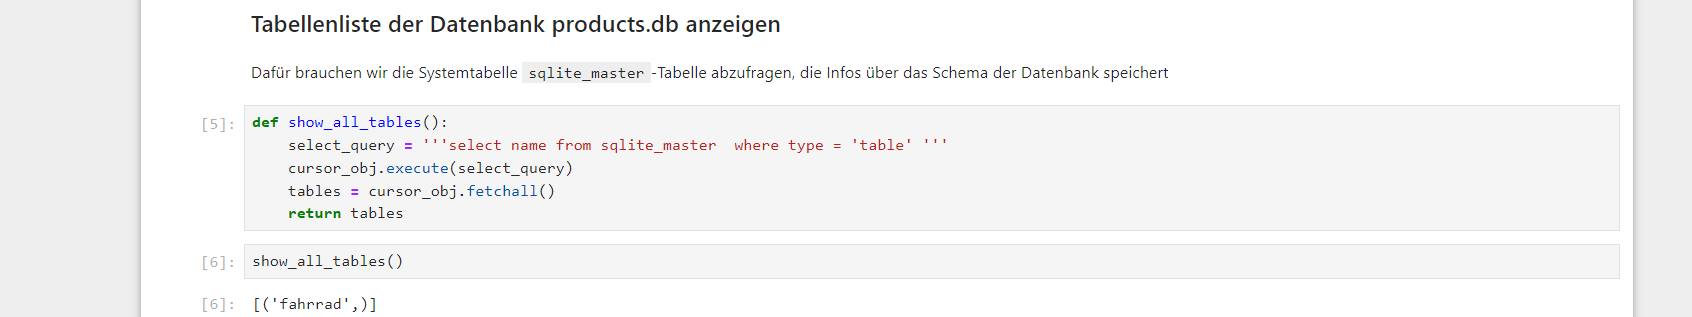 Tabellenliste der Datenbank products.db anzeigen
Dafür brauchen wir die Systemtabelle sqlite_master -Tabelle abzufragen, die Infos über das Schema der Datenbank speichert
[5]: def show_all_tables():
    select_query = '''select name from sqlite_master  where type = 'table' '''
    cursor_obj.execute(select_query)
    tables = cursor_obj.fetchall()
    return tables
[6]: show_all_tables()
[6]: [('fahrrad',)]